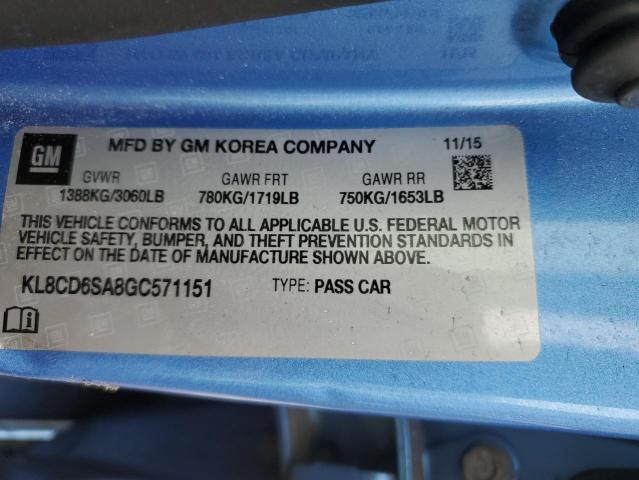 GM
MFD BY GM KOREA COMPANY
11/15
GVWR GAWR FRT GAWR RR
1388KG/3060LB 780KG/1719LB 750KG/1653LB
THIS VEHICLE CONFORMS TO ALL APPLICABLE U.S. FEDERAL MOTOR
VEHICLE SAFETY, BUMPER, AND THEFT PREVENTION STANDARDS IN
EFFECT ON THE DATE OF MANUFACTURE SHOWN ABOVE.
KL8CD6SA8GC571151 TYPE: PASS CAR